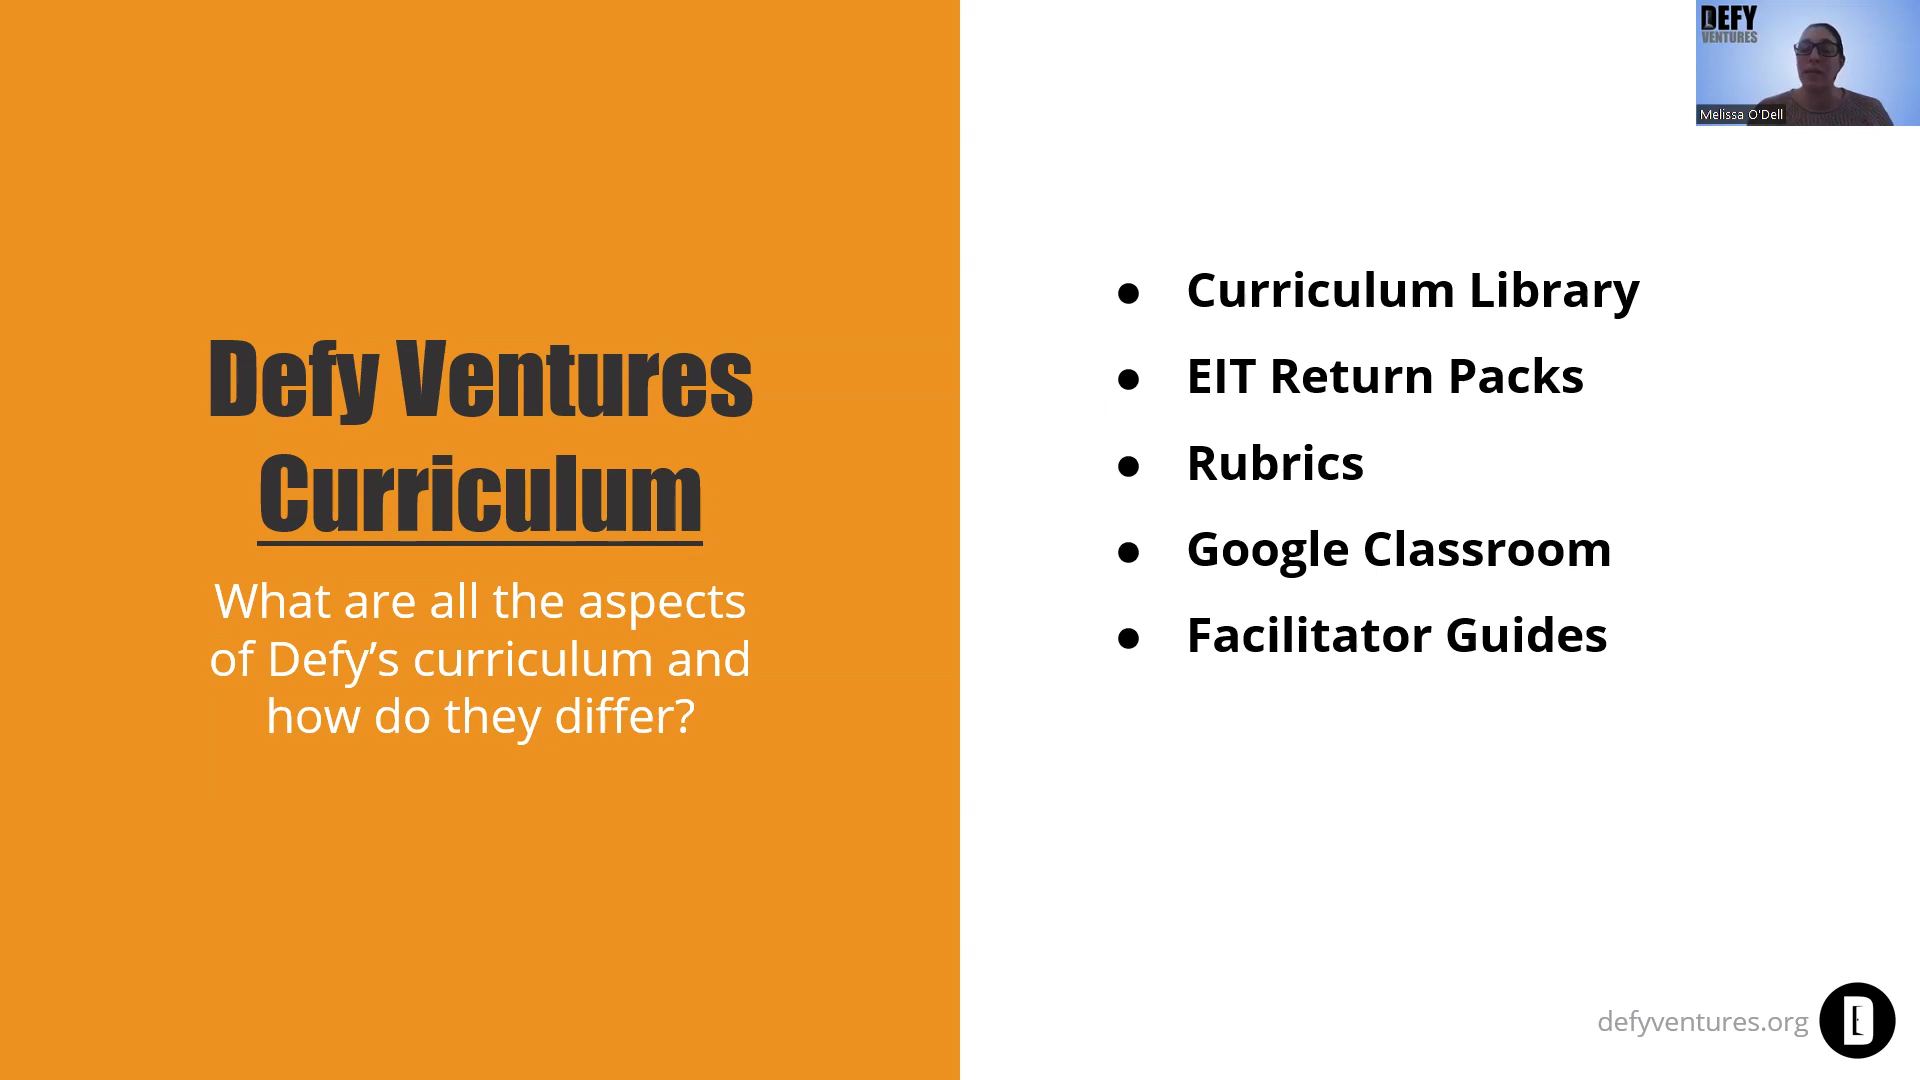 Defy Ventures
Curriculum
What are all the aspects
of Defy’s curriculum and
how do they differ?
● Curriculum Library
● EIT Return Packs
● Rubrics
● Google Classroom
● Facilitator Guides
DEFY
VENTURES
Melissa O'Dell
defyventures.org
D